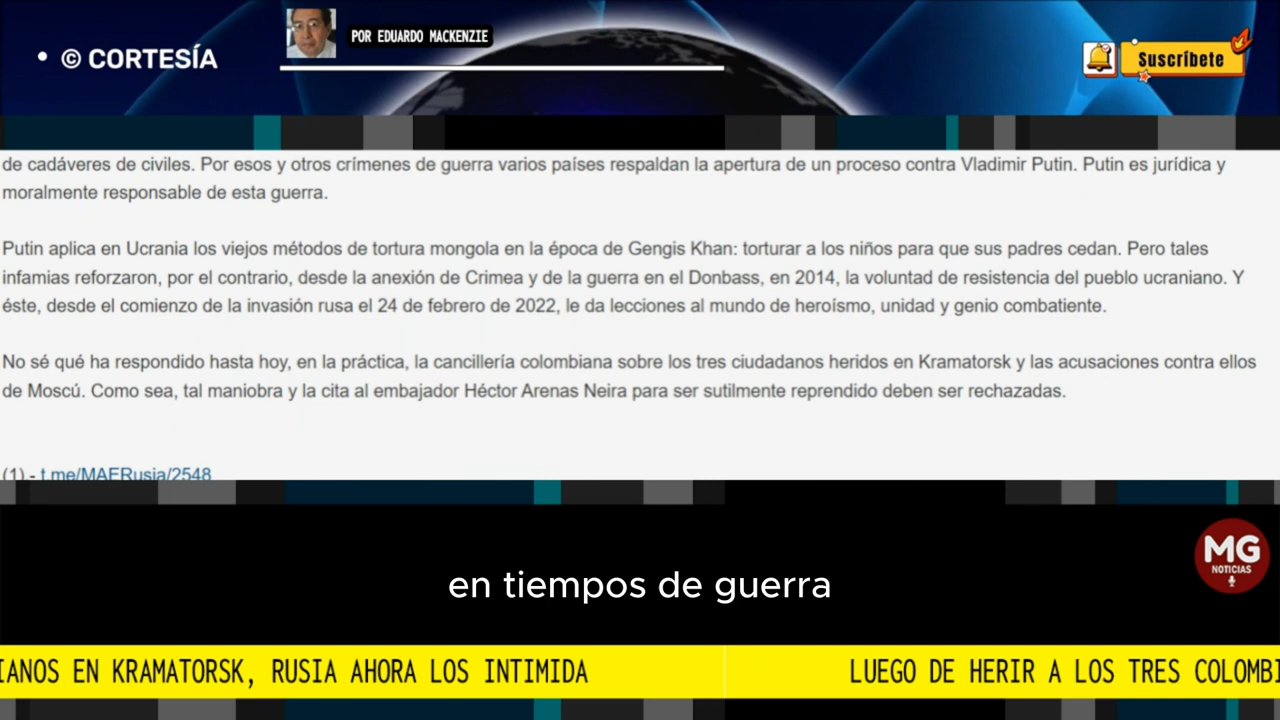 • © CORTESÍA
POR EDUARDO MACKENZIE
Suscríbete
de cadáveres de civiles. Por esos y otros crímenes de guerra varios países respaldan la apertura de un proceso contra Vladimir Putin. Putin es jurídica y
moralmente responsable de esta guerra.
Putin aplica en Ucrania los viejos métodos de tortura mongola en la época de Gengis Khan: torturar a los niños para que sus padres cedan. Pero tales
infamias reforzaron, por el contrario, desde la anexión de Crimea y de la guerra en el Donbass, en 2014, la voluntad de resistencia del pueblo ucraniano. Y
éste, desde el comienzo de la invasión rusa el 24 de febrero de 2022, le da lecciones al mundo de heroísmo, unidad y genio combatiente.
No sé qué ha respondido hasta hoy, en la práctica, la cancillería colombiana sobre los tres ciudadanos heridos en Kramatorsk y las acusaciones contra ellos
de Moscú. Como sea, tal maniobra y la cita al embajador Héctor Arenas Neira para ser sutilmente reprendido deben ser rechazadas.
(1) - t.me/MAERusia/2548
MG
NOTICIAS
en tiempos de guerra
IANOS EN KRAMATORSK, RUSIA AHORA LOS INTIMIDA
LUEGO DE HERIR A LOS TRES COLOMBI